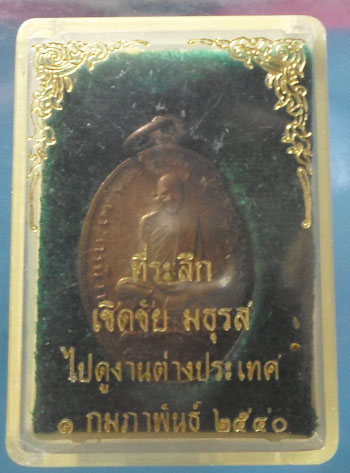 ที่ระลึก
เชิดชัย มธุรส
ไปดูงานต่างประเทศ
๑ กุมภาพันธ์ ๒๕๔๐